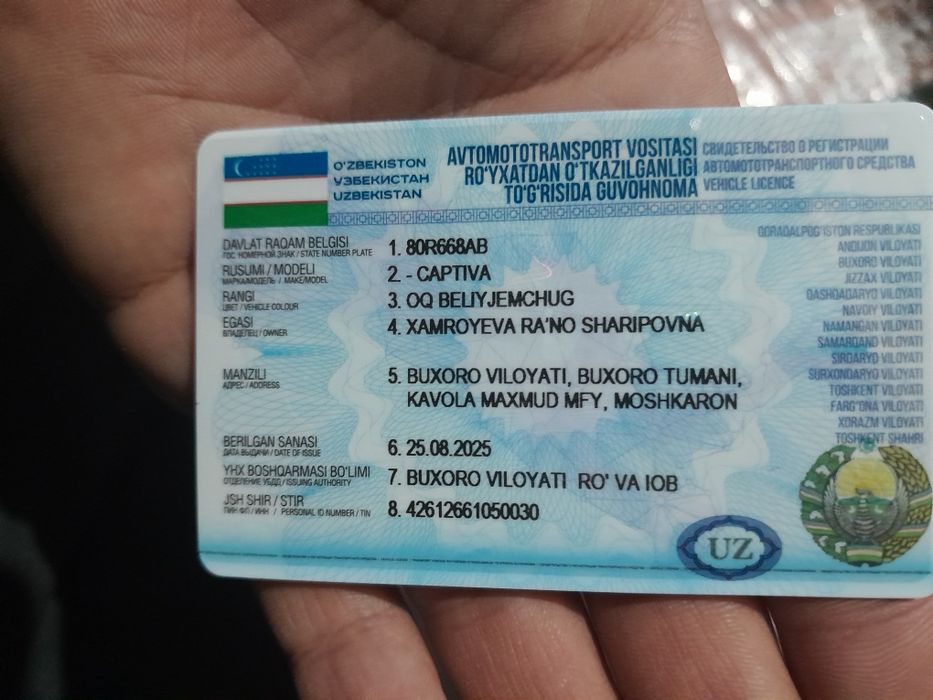 O'ZBEKISTON
ЎЗБЕКИСТАН
UZBEKISTAN
AVTOMOTOTRANSPORT VOSITASI
RO'YXATDAN O'TKAZILGANLIGI
TO'G'RISIDA GUVOHNOMA
СВИДЕТЕЛЬСТВО О РЕГИСТРАЦИИ
АВТОМОТОТРАНСПОРТНОГО СРЕДСТВА
VEHICLE LICENCE
DAVLAT RAQAM BELGISI
ГОС. НОМЕРНОЙ ЗНАК / STATE NUMBER PLATE
1. 80R668AB
RUSUMI / MODELI
МАРКА/МОДЕЛЬ / MAKE/MODEL
2. - CAPTIVA
RANGI
ЦВЕТ / VEHICLE COLOUR
3. OQ BELIYJEMCHUG
EGASI
ВЛАДЕЛЕЦ / OWNER
4. XAMROYEVA RA'NO SHARIPOVNA
MANZILI
АДРЕС / ADDRESS
5. BUXORO VILOYATI, BUXORO TUMANI,
KAVOLA MAXMUD MFY, MOSHKARON
BERILGAN SANASI
ДАТА ВЫДАЧИ / DATE OF ISSUE
6. 25.08.2025
YHX BOSHQARMASI BO'LIMI
ОТДЕЛЕНИЕ УБДД / ISSUING AUTHORITY
7. BUXORO VILOYATI RO' VA IOB
JSH SHIR / STIR
ПИН ФЛ / ИНН / PERSONAL ID NUMBER / TIN
8. 42612661050030
QORAQALPOG'ISTON RESPUBLIKASI
ANDIJON VILOYATI
BUXORO VILOYATI
JIZZAX VILOYATI
QASHQADARYO VILOYATI
NAVOIY VILOYATI
NAMANGAN VILOYATI
SAMARQAND VILOYATI
SIRDARYO VILOYATI
SURXONDARYO VILOYATI
TOSHKENT VILOYATI
FARG'ONA VILOYATI
XORAZM VILOYATI
TOSHKENT SHAHRI
UZ